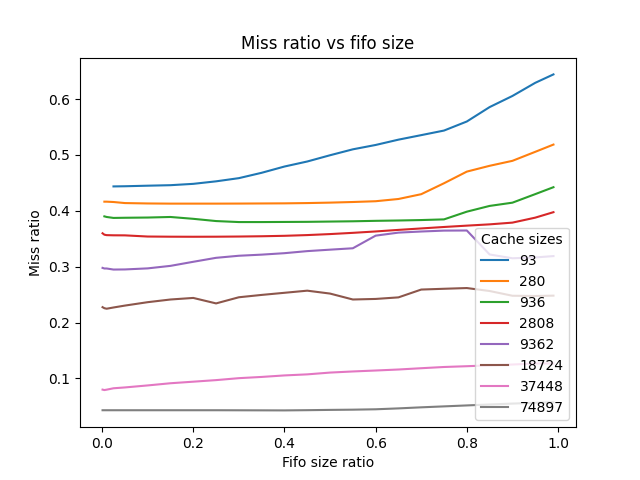 Miss ratio vs fifo size
Miss ratio
0.6
0.5
0.4
0.3
0.2
0.1
Cache sizes
93
280
936
2808
9362
18724
37448
74897
0.0 0.2 0.4 0.6 0.8 1.0
Fifo size ratio